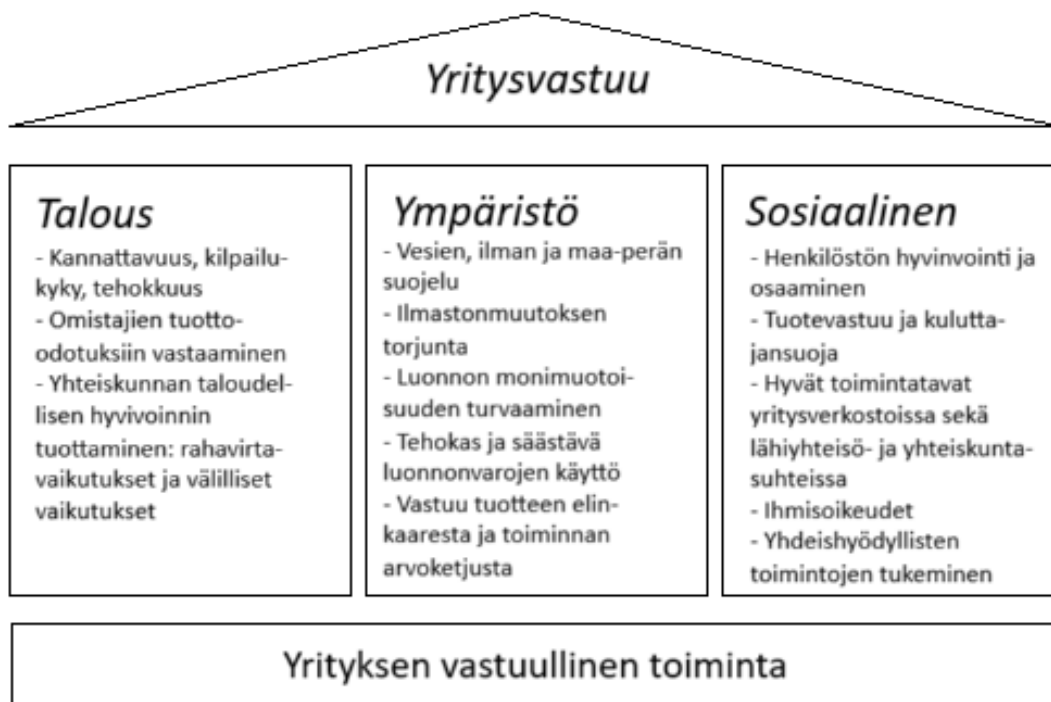 Yritysvastuu
Talous
- Kannattavuus, kilpailu-
kyky, tehokkuus
- Omistajien tuotto-
odotuksiin vastaaminen
- Yhteiskunnan taloudel-
lisen hyvivoinnin
tuottaminen: rahavirta-
vaikutukset ja välilliset
vaikutukset
Ympäristö
- Vesien, ilman ja maa-perän
suojelu
- Ilmastonmuutoksen
torjunta
- Luonnon monimuotoi-
suuden turvaaminen
- Tehokas ja säästävä
luonnonvarojen käyttö
- Vastuu tuotteen elin-
kaaresta ja toiminnan
arvoketjusta
Sosiaalinen
- Henkilöstön hyvinvointi ja
osaaminen
- Tuotevastuu ja kulutta-
jansuoja
- Hyvät toimintatavat
yritysverkostoissa sekä
lähiyhteisö- ja yhteiskunta-
suhteissa
- Ihmisoikeudet
- Yhdeishyödyllisten
toimintojen tukeminen
Yrityksen vastuullinen toiminta